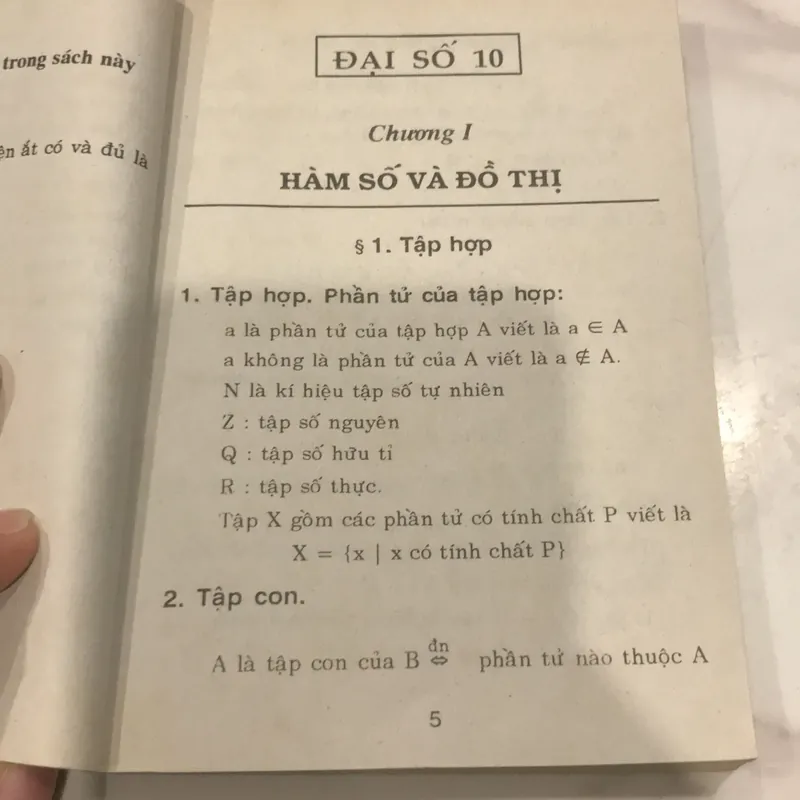 trong sách này
ắt có và đủ là
ĐẠI SỐ 10
Chương I
HÀM SỐ VÀ ĐỒ THỊ
§ 1. Tập hợp
1. Tập hợp. Phần tử của tập hợp:
a là phần tử của tập hợp A viết là a ∈ A
a không là phần tử của A viết là a ∉ A.
N là kí hiệu tập số tự nhiên
Z : tập số nguyên
Q : tập số hữu tỉ
R : tập số thực.
Tập X gồm các phần tử có tính chất P viết là
X = {x | x có tính chất P}
2. Tập con.
A là tập con của B đn ⇔ phần tử nào thuộc A
5